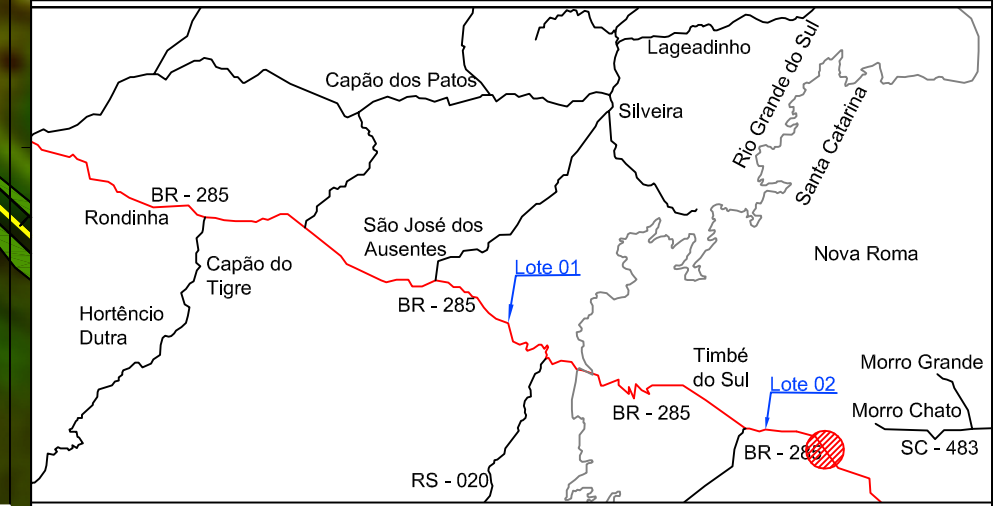 Lageadinho
Rio Grande do Sul
Capão dos Patos
Silveira
Santa Catarina
BR - 285
Rondinha
São José dos
Ausentes
Nova Roma
Capão do
Tigre
Lote 01
BR - 285
Hortêncio
Dutra
Timbé
do Sul
Morro Grande
Lote 02
BR - 285
Morro Chato
SC - 483
BR - 285
RS - 020